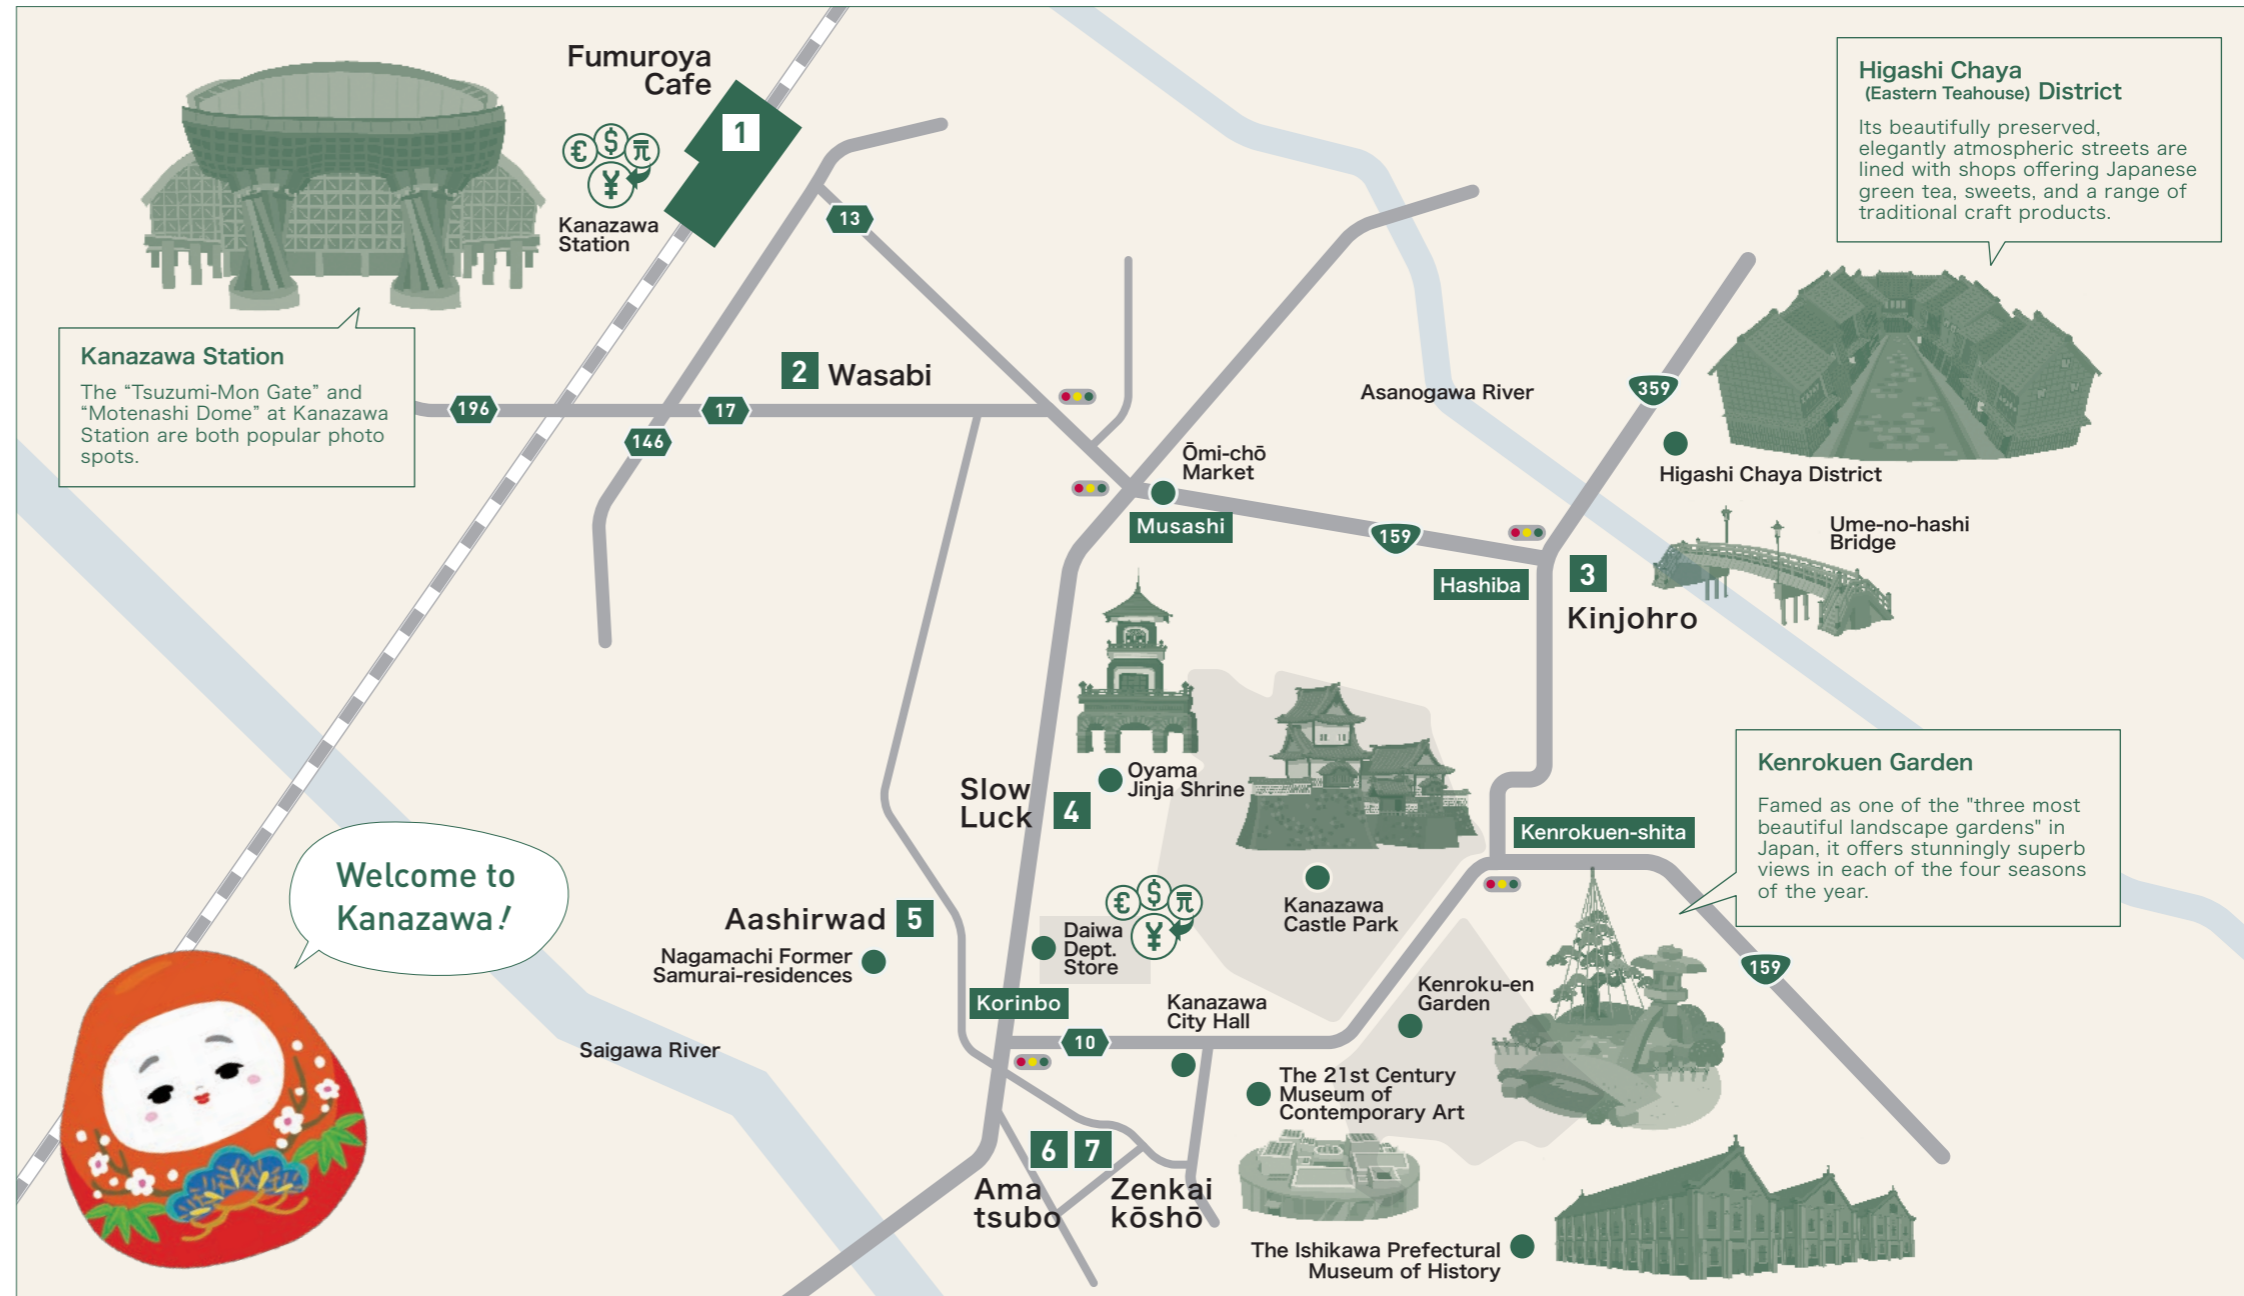 Fumuroya
Cafe
1
€
$
元
¥
Kanazawa
Station
Higashi Chaya
(Eastern Teahouse) District
Its beautifully preserved,
elegantly atmospheric streets are
lined with shops offering Japanese
green tea, sweets, and a range of
traditional craft products.
13
Kanazawa Station
The “Tsuzumi-Mon Gate” and
“Motenashi Dome” at Kanazawa
Station are both popular photo
spots.
196
17
146
2 Wasabi
Asanogawa River
359
Higashi Chaya District
Ōmi-chō
Market
Musashi
159
Hashiba
3
Kinjohro
Ume-no-hashi
Bridge
Oyama
Jinja Shrine
Slow
Luck
4
Kenrokuen Garden
Famed as one of the "three most
beautiful landscape gardens" in
Japan, it offers stunningly superb
views in each of the four seasons
of the year.
Kenrokuen-shita
Welcome to
Kanazawa!
Aashirwad 5
Nagamachi Former
Samurai-residences
Daiwa
Dept.
Store
€
$
元
¥
Kanazawa
Castle Park
159
Korinbo
Kanazawa
City Hall
Kenroku-en
Garden
10
Saigawa River
The 21st Century
Museum of
Contemporary Art
6 7
Ama
tsubo
Zenkai
kōshō
The Ishikawa Prefectural
Museum of History